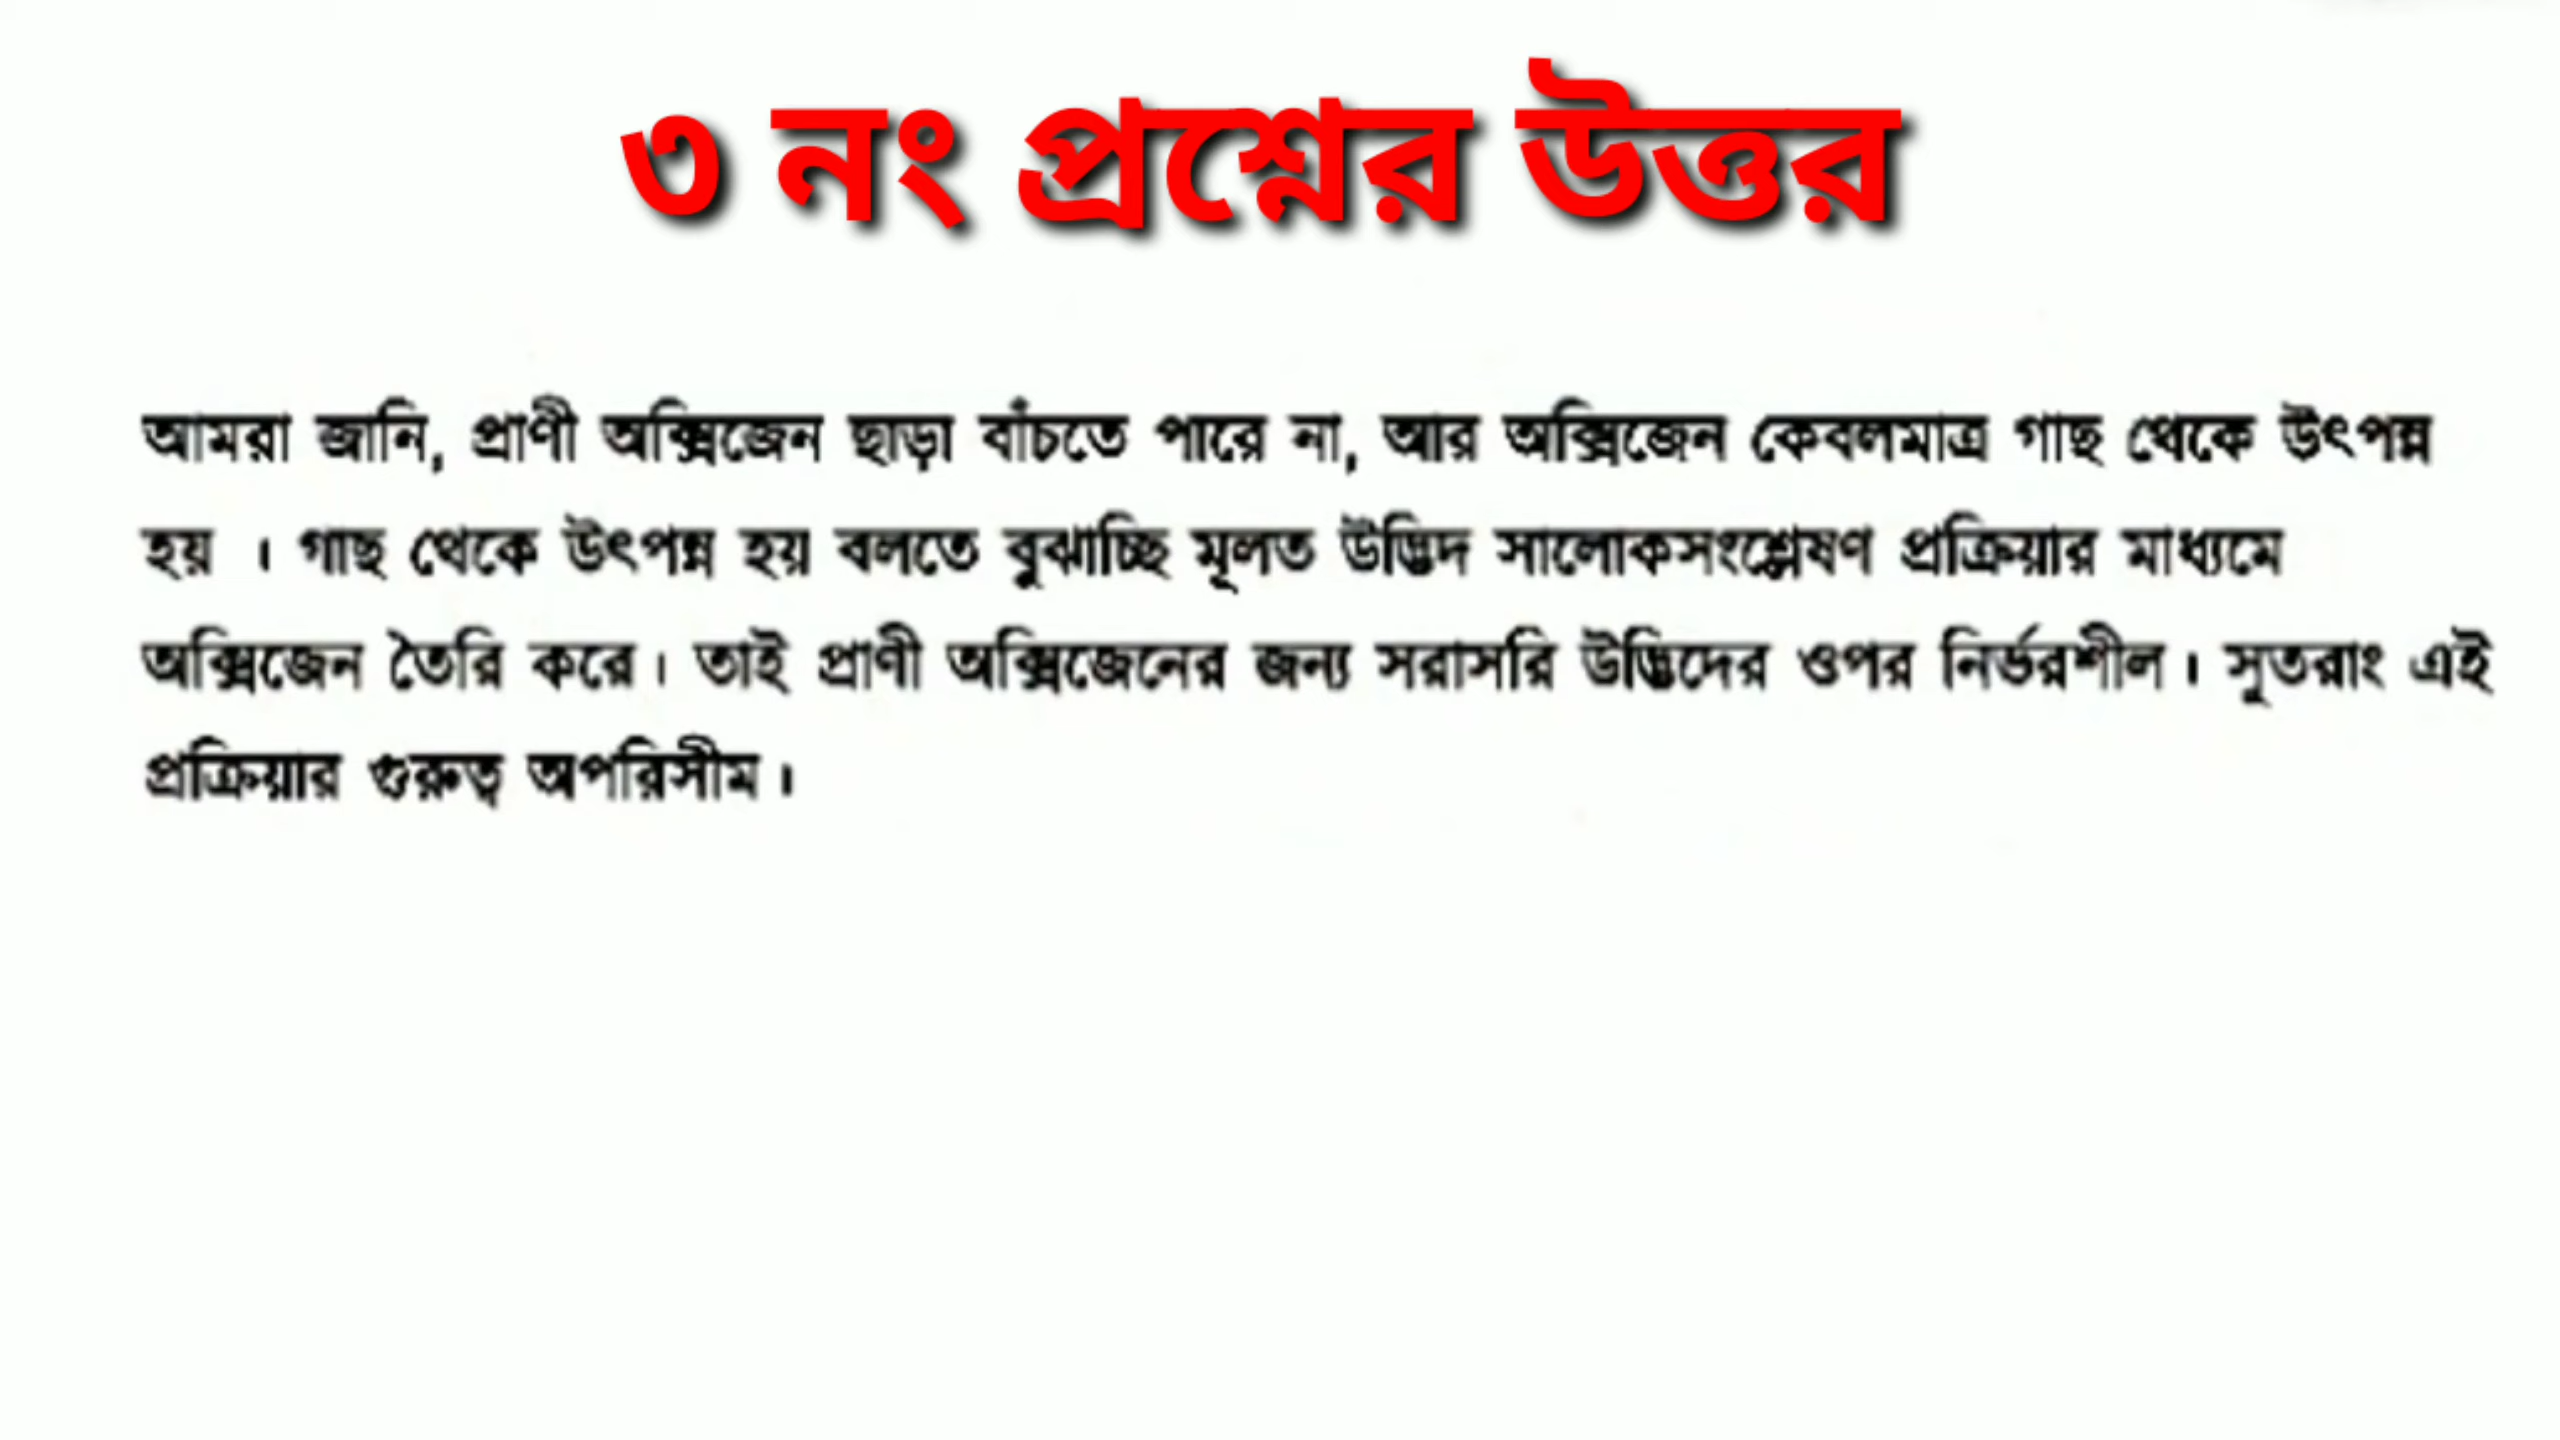 ৩ নং প্রশ্নের উত্তর
আমরা জানি, প্রাণী অক্সিজেন ছাড়া বাঁচতে পারে না, আর অক্সিজেন কেবলমাত্র গাছ থেকে উৎপন্ন
হয় । গাছ থেকে উৎপন্ন হয় বলতে বুঝাচ্ছি মূলত উদ্ভিদ সালোকসংশ্লেষণ প্রক্রিয়ার মাধ্যমে
অক্সিজেন তৈরি করে। তাই প্রাণী অক্সিজেনের জন্য সরাসরি উদ্ভিদের ওপর নির্ভরশীল। সুতরাং এই
প্রক্রিয়ার গুরুত্ব অপরিসীম।